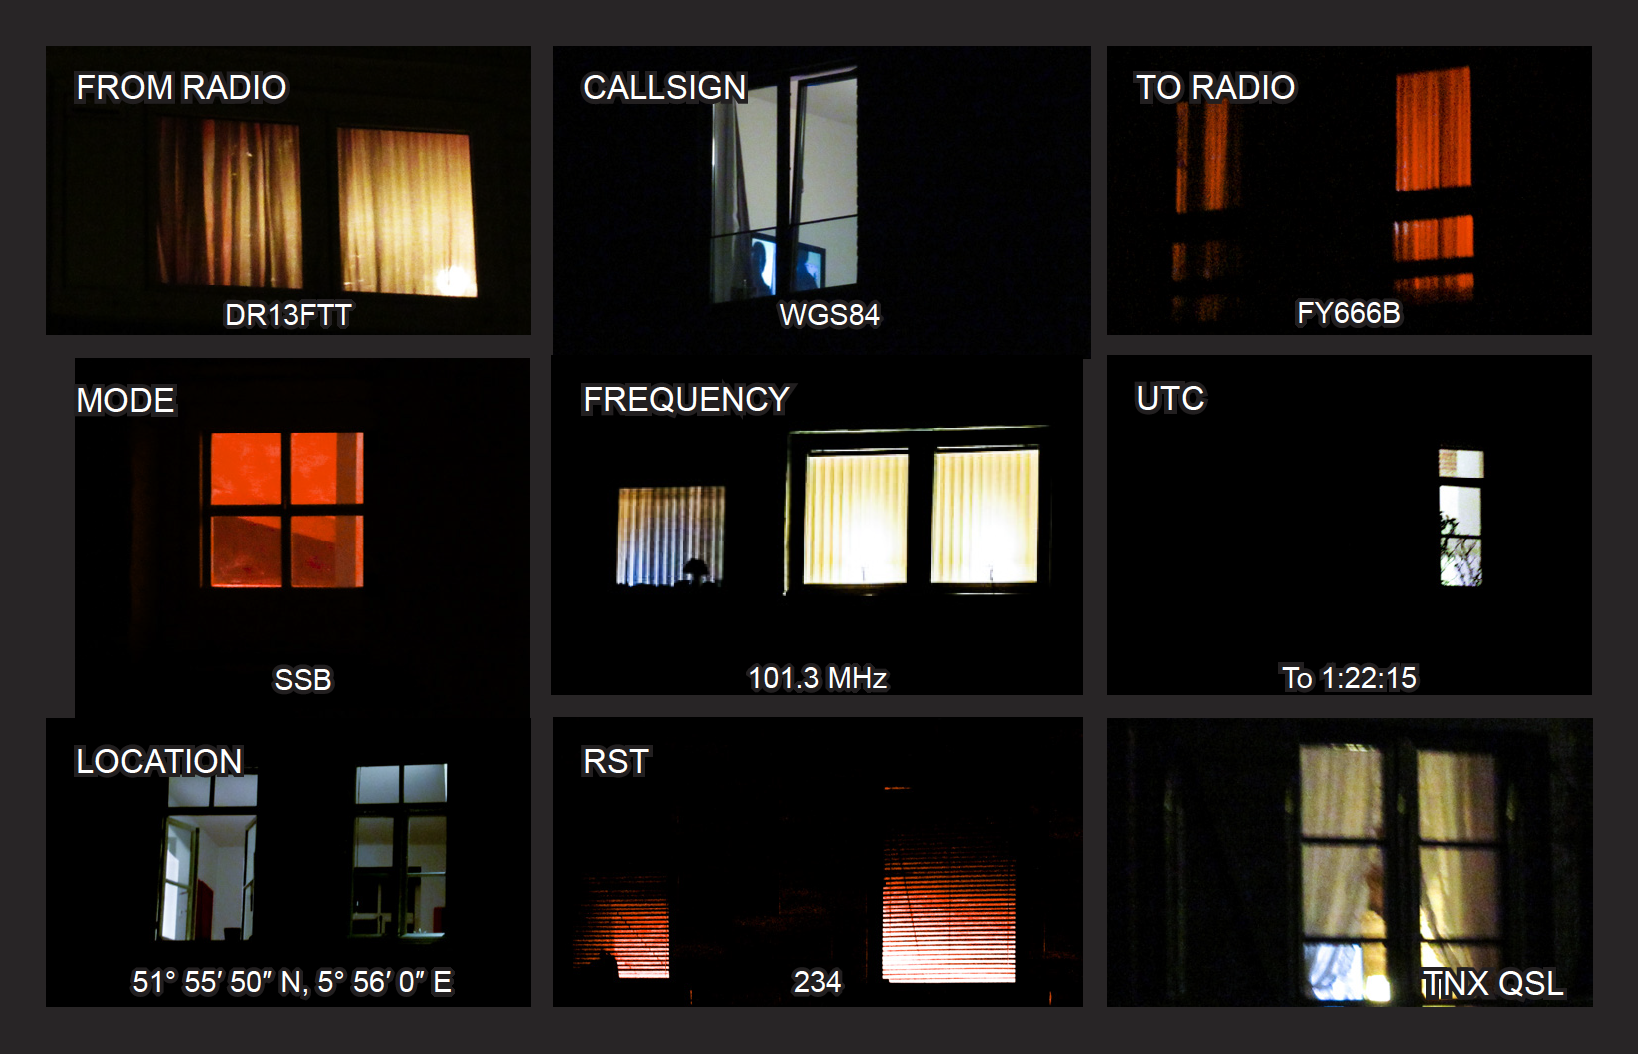 FROM RADIO
DR13FTT
CALLSIGN
WGS84
TO RADIO
FY666B
MODE
SSB
FREQUENCY
101.3 MHz
UTC
To 1:22:15
LOCATION
51° 55′ 50″ N, 5° 56′ 0″ E
RST
234
TNX QSL